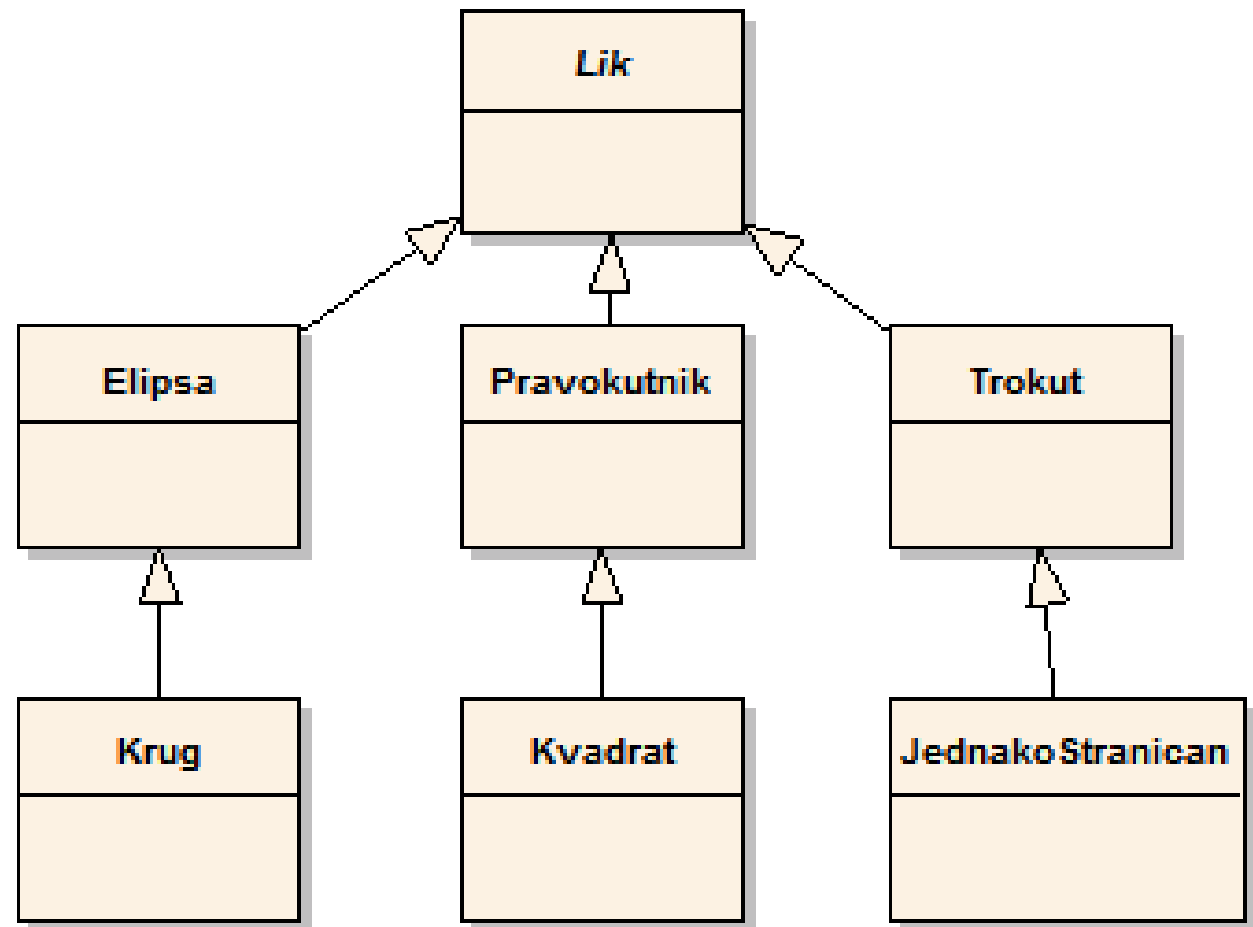 Lik
Elipsa
Pravokutnik
Trokut
Krug
Kvadrat
JednakoStranican